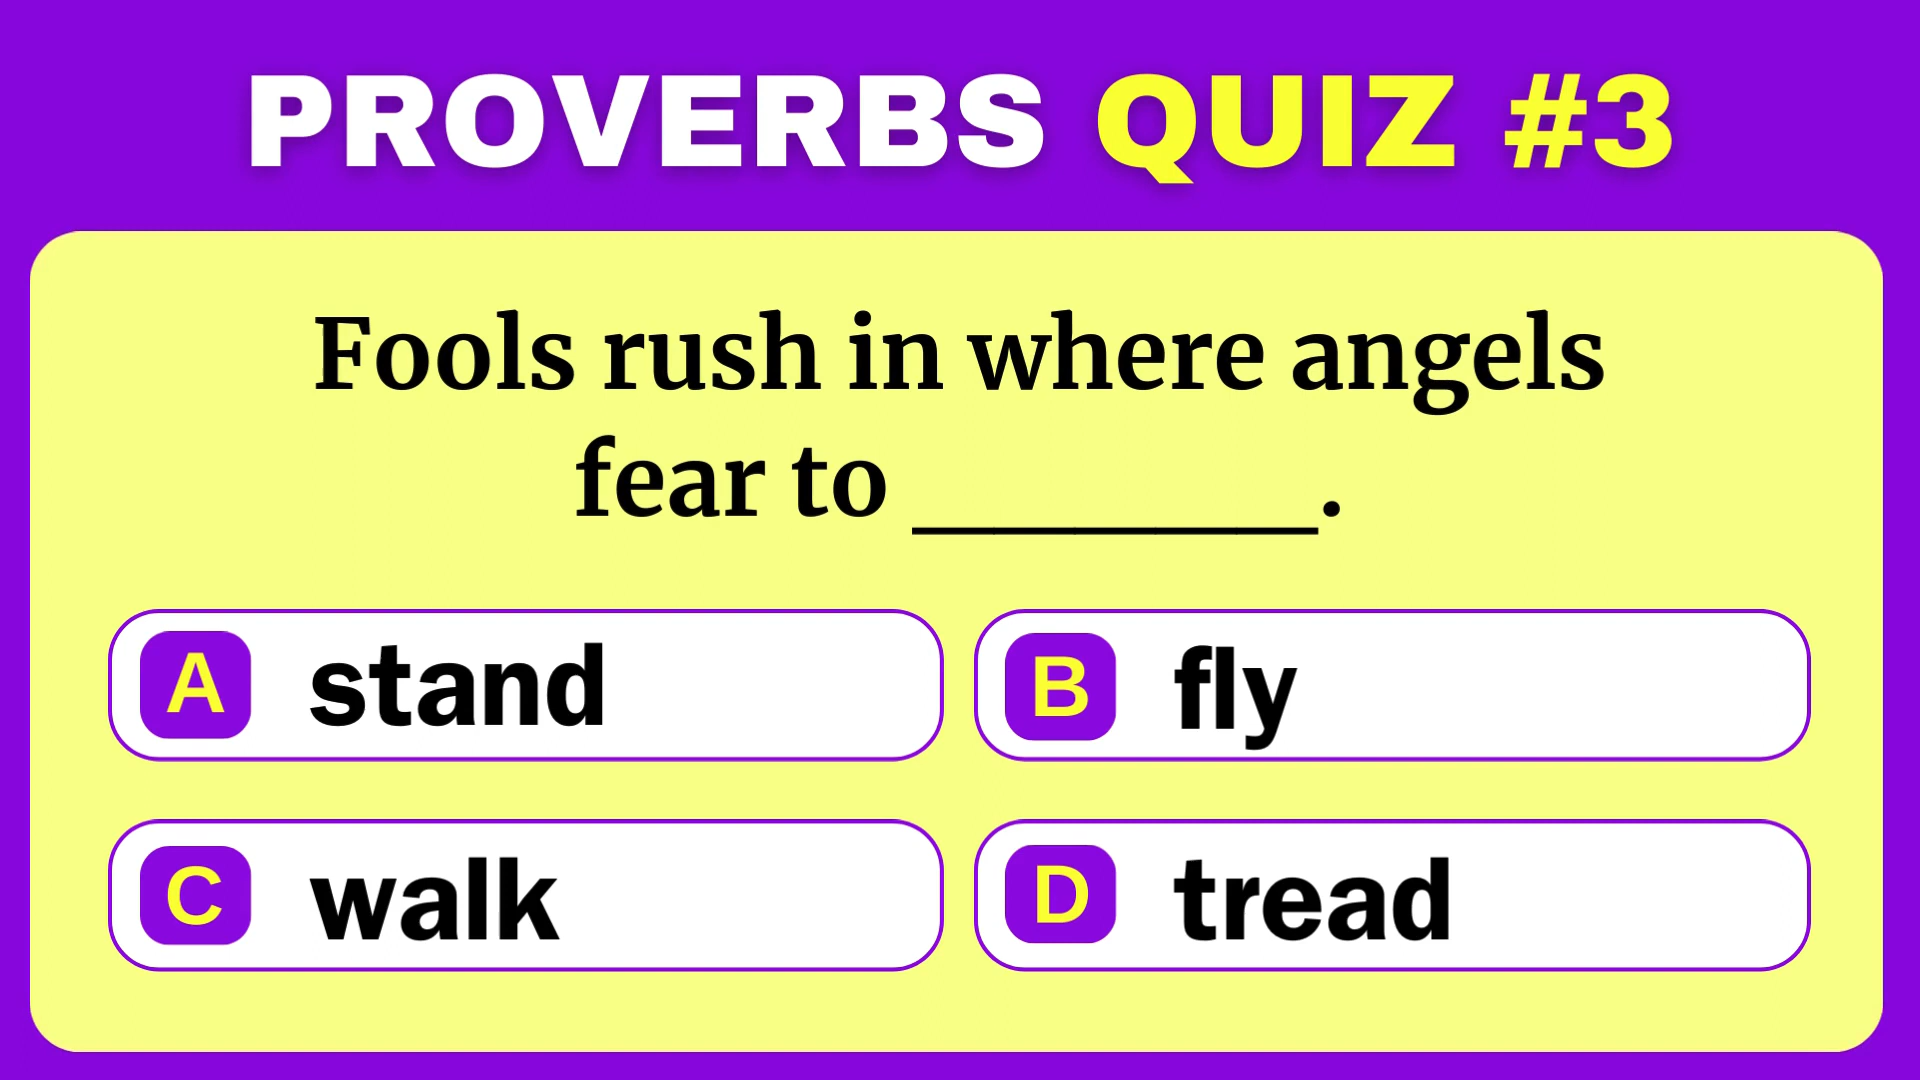 PROVERBS QUIZ #3
Fools rush in where angels
fear to ________.
A stand
B fly
C walk
D tread